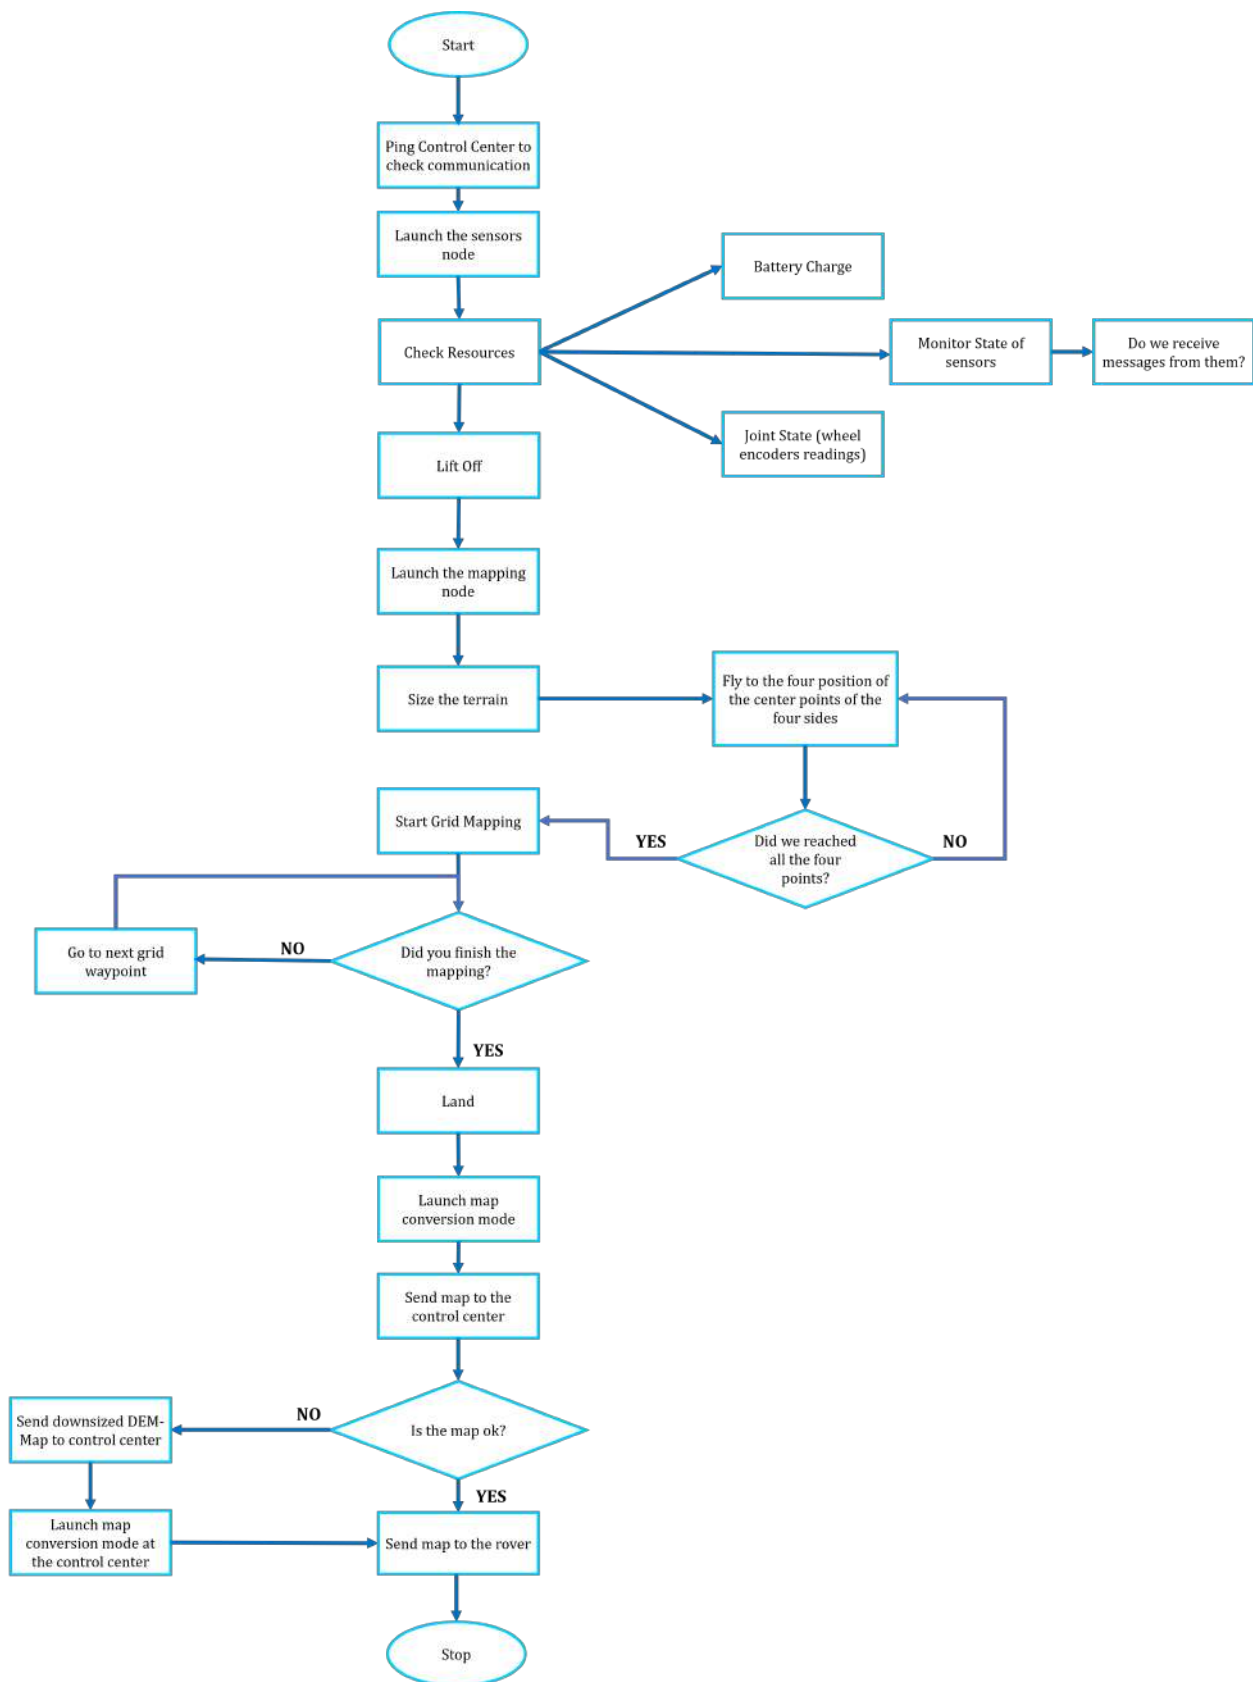 Start
Ping Control Center to
check communication
Launch the sensors
node
Battery Charge
Check Resources
Monitor State of
sensors
Do we receive
messages from them?
Joint State (wheel
encoders readings)
Lift Off
Launch the mapping
node
Size the terrain
Fly to the four position of
the center points of the
four sides
Start Grid Mapping
YES
Did we reached
all the four
points?
NO
Go to next grid
waypoint
NO
Did you finish the
mapping?
YES
Land
Launch map
conversion mode
Send map to the
control center
Send downsized DEM-
Map to control center
NO
Is the map ok?
YES
Launch map
conversion mode at
the control center
Send map to the rover
Stop